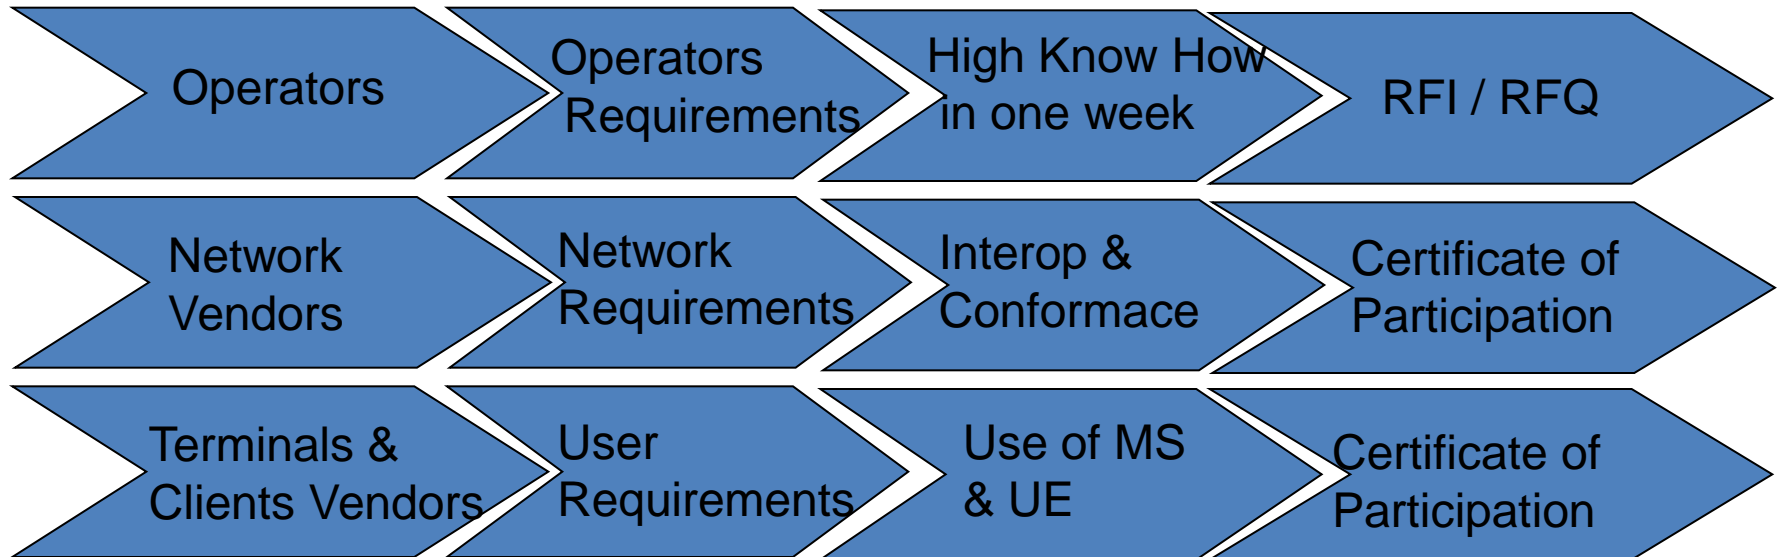 Operators
Operators
Requirements
High Know How
in one week
RFI / RFQ
Network
Vendors
Network
Requirements
Interop &
Conformace
Certificate of
Participation
Terminals &
Clients Vendors
User
Requirements
Use of MS
& UE
Certificate of
Participation